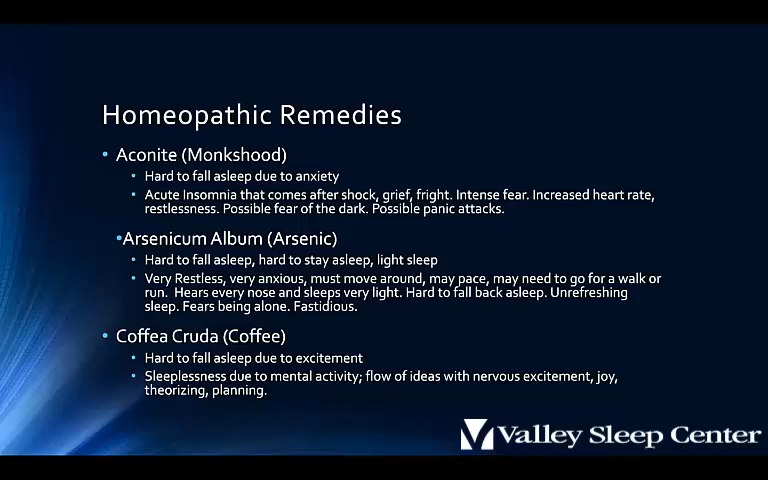 Homeopathic Remedies
• Aconite (Monkshood)
• Hard to fall asleep due to anxiety
• Acute Insomnia that comes after shock, grief, fright. Intense fear. Increased heart rate,
restlessness. Possible fear of the dark. Possible panic attacks.
•Arsenicum Album (Arsenic)
• Hard to fall asleep, hard to stay asleep, light sleep
• Very Restless, very anxious, must move around, may pace, may need to go for a walk or
run. Hears every nose and sleeps very light. Hard to fall back asleep. Unrefreshing
sleep. Fears being alone. Fastidious.
• Coffea Cruda (Coffee)
• Hard to fall asleep due to excitement
• Sleeplessness due to mental activity; flow of ideas with nervous excitement, joy,
theorizing, planning.
Valley Sleep Center